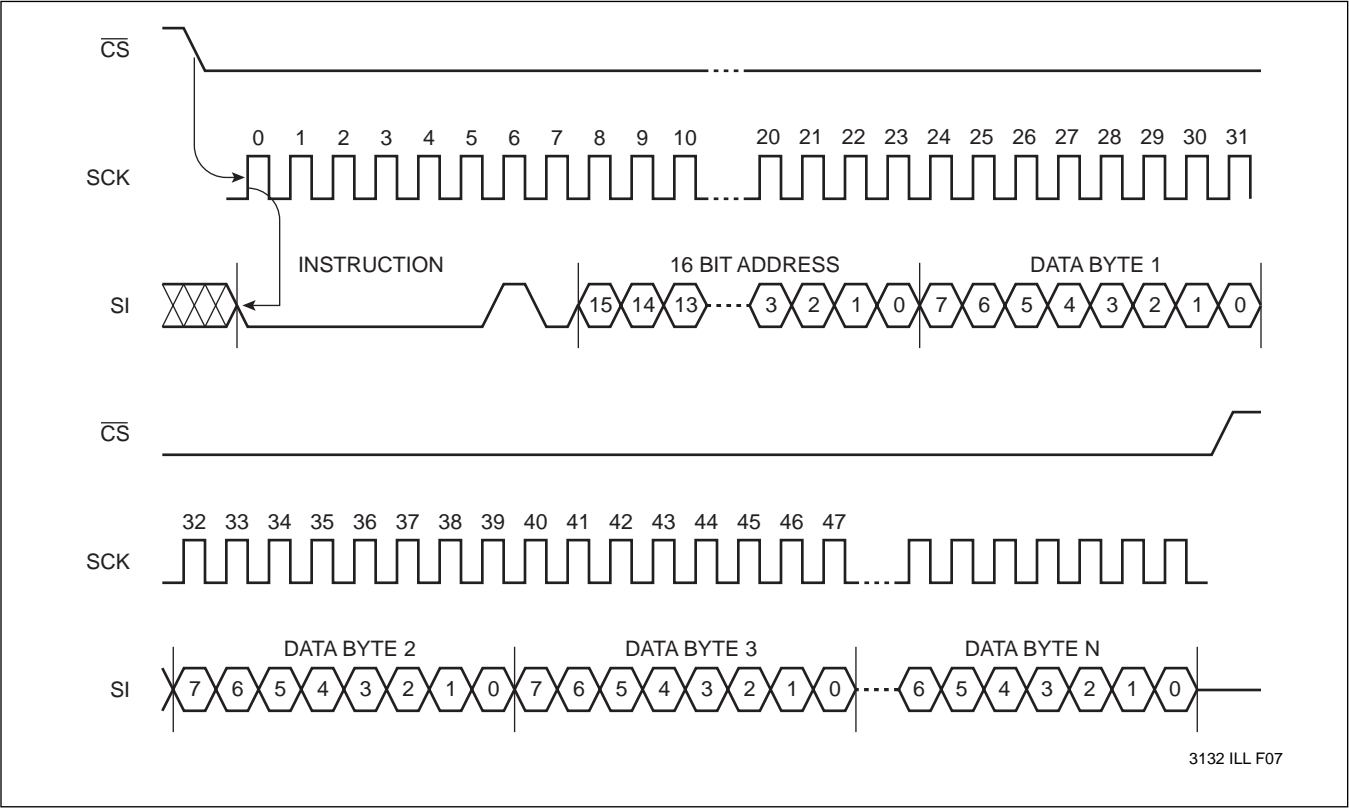 CS
0 1 2 3 4 5 6 7 8 9 10 20 21 22 23 24 25 26 27 28 29 30 31
SCK
INSTRUCTION 16 BIT ADDRESS DATA BYTE 1
SI 15 14 13 3 2 1 0 7 6 5 4 3 2 1 0
CS
32 33 34 35 36 37 38 39 40 41 42 43 44 45 46 47
SCK
DATA BYTE 2 DATA BYTE 3 DATA BYTE N
SI 7 6 5 4 3 2 1 0 7 6 5 4 3 2 1 0 6 5 4 3 2 1 0
3132 ILL F07